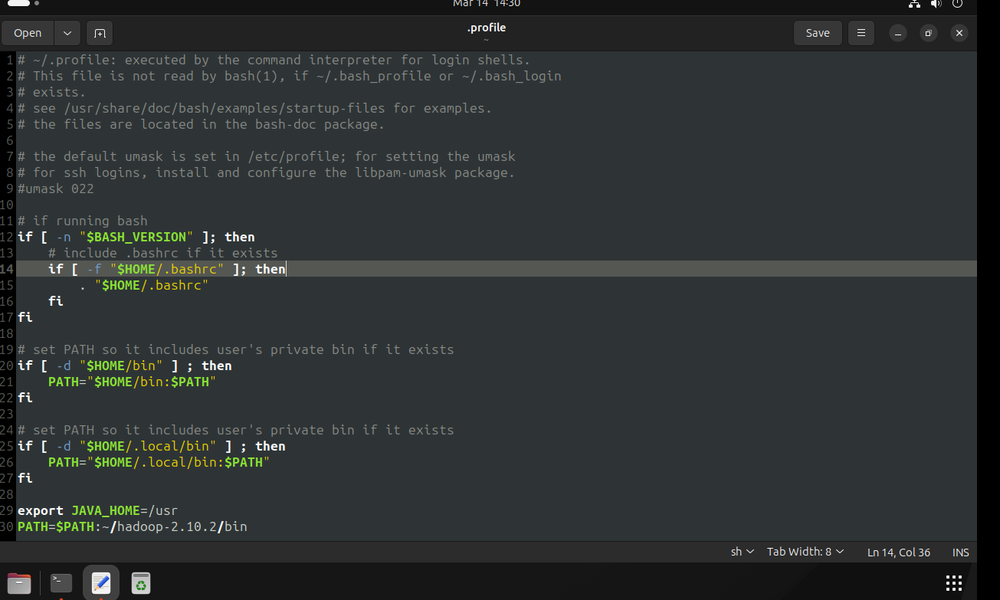 Mar 14 14:30
Open
.profile
~
Save
1 # ~/.profile: executed by the command interpreter for login shells.
2 # This file is not read by bash(1), if ~/.bash_profile or ~/.bash_login
3 # exists.
4 # see /usr/share/doc/bash/examples/startup-files for examples.
5 # the files are located in the bash-doc package.
6
7 # the default umask is set in /etc/profile; for setting the umask
8 # for ssh logins, install and configure the libpam-umask package.
9 #umask 022
10
11 # if running bash
12 if [ -n "$BASH_VERSION" ]; then
13     # include .bashrc if it exists
14     if [ -f "$HOME/.bashrc" ]; then
15         . "$HOME/.bashrc"
16     fi
17 fi
18
19 # set PATH so it includes user's private bin if it exists
20 if [ -d "$HOME/bin" ] ; then
21     PATH="$HOME/bin:$PATH"
22 fi
23
24 # set PATH so it includes user's private bin if it exists
25 if [ -d "$HOME/.local/bin" ] ; then
26     PATH="$HOME/.local/bin:$PATH"
27 fi
28
29 export JAVA_HOME=/usr
30 PATH=$PATH:~/hadoop-2.10.2/bin
sh Tab Width: 8 Ln 14, Col 36 INS